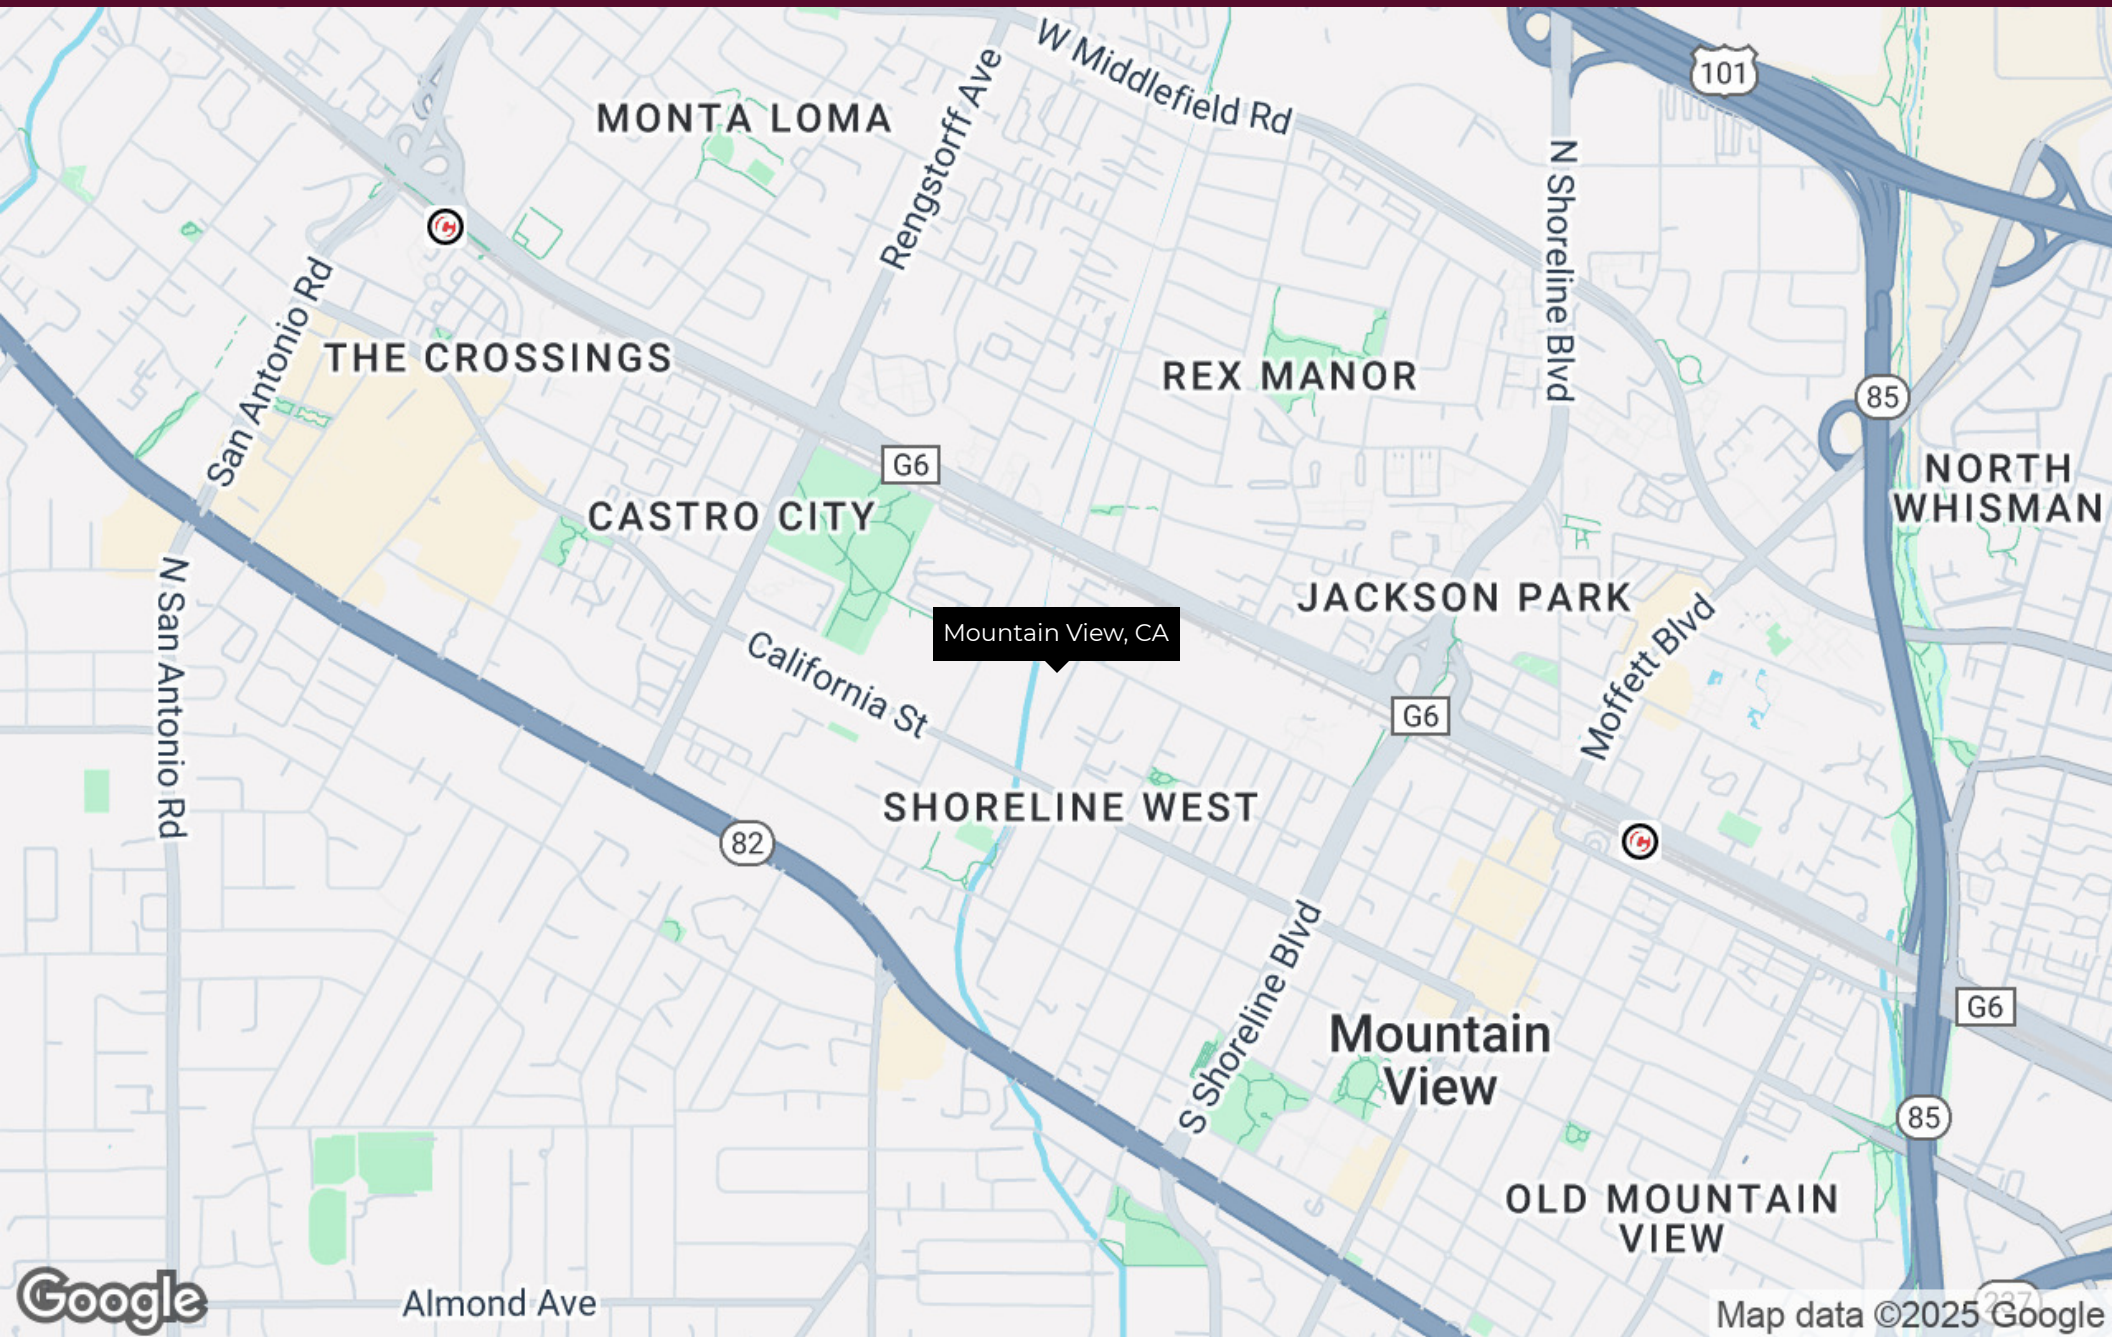 W Middlefield Rd
101
MONTA LOMA
Rengstorff Ave
N Shoreline Blvd
San Antonio Rd
THE CROSSINGS
REX MANOR
85
G6
NORTH
WHISMAN
CASTRO CITY
N San Antonio Rd
JACKSON PARK
Mountain View, CA
California St
Moffett Blvd
G6
SHORELINE WEST
82
S Shoreline Blvd
G6
Mountain
View
85
OLD MOUNTAIN
VIEW
237
Google
Almond Ave
Map data ©2025 Google